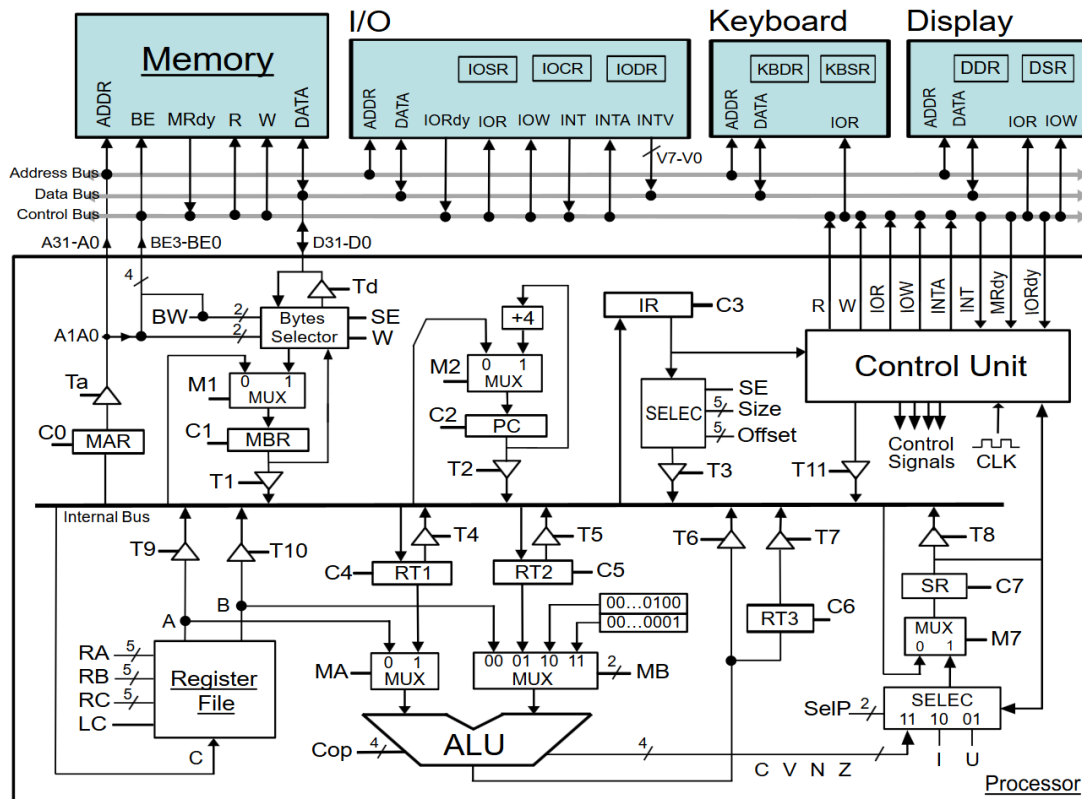 I/O Keyboard Display
Memory
IOSR IOCR IODR KBDR KBSR DDR DSR
ADDR BE MRdy R W DATA
ADDR DATA IORdy IOR IOW INT INTA INTV
ADDR DATA IOR
ADDR DATA IOR IOW
V7-V0
Address Bus
Data Bus
Control Bus
A31-A0 BE3-BE0 D31-D0
R W IOR IOW INTA INT MRdy IORdy
4 Td
BW 2 Bytes Selector SE
A1A0 2 W
+4
IR C3
Control Unit
Ta
M1 0 1 MUX
M2 0 1 MUX
SELEC SE
5 Size
5 Offset
C0 MAR
C1 MBR
C2 PC
T1 T2 T3 T11
Control Signals
CLK
Internal Bus
T9 T10 T4 T5 T6 T7 T8
C4 RT1 RT2 C5
SR C7
00...0100
00...0001
RT3 C6
A B
MUX 0 1 M7
RA 5
RB 5
RC 5
LC
Register File
C
MA 0 1 MUX
00 01 10 11 MUX 2 MB
SelP 2 SELEC
11 10 01
Cop 4 ALU 4
C V N Z I U
Processor